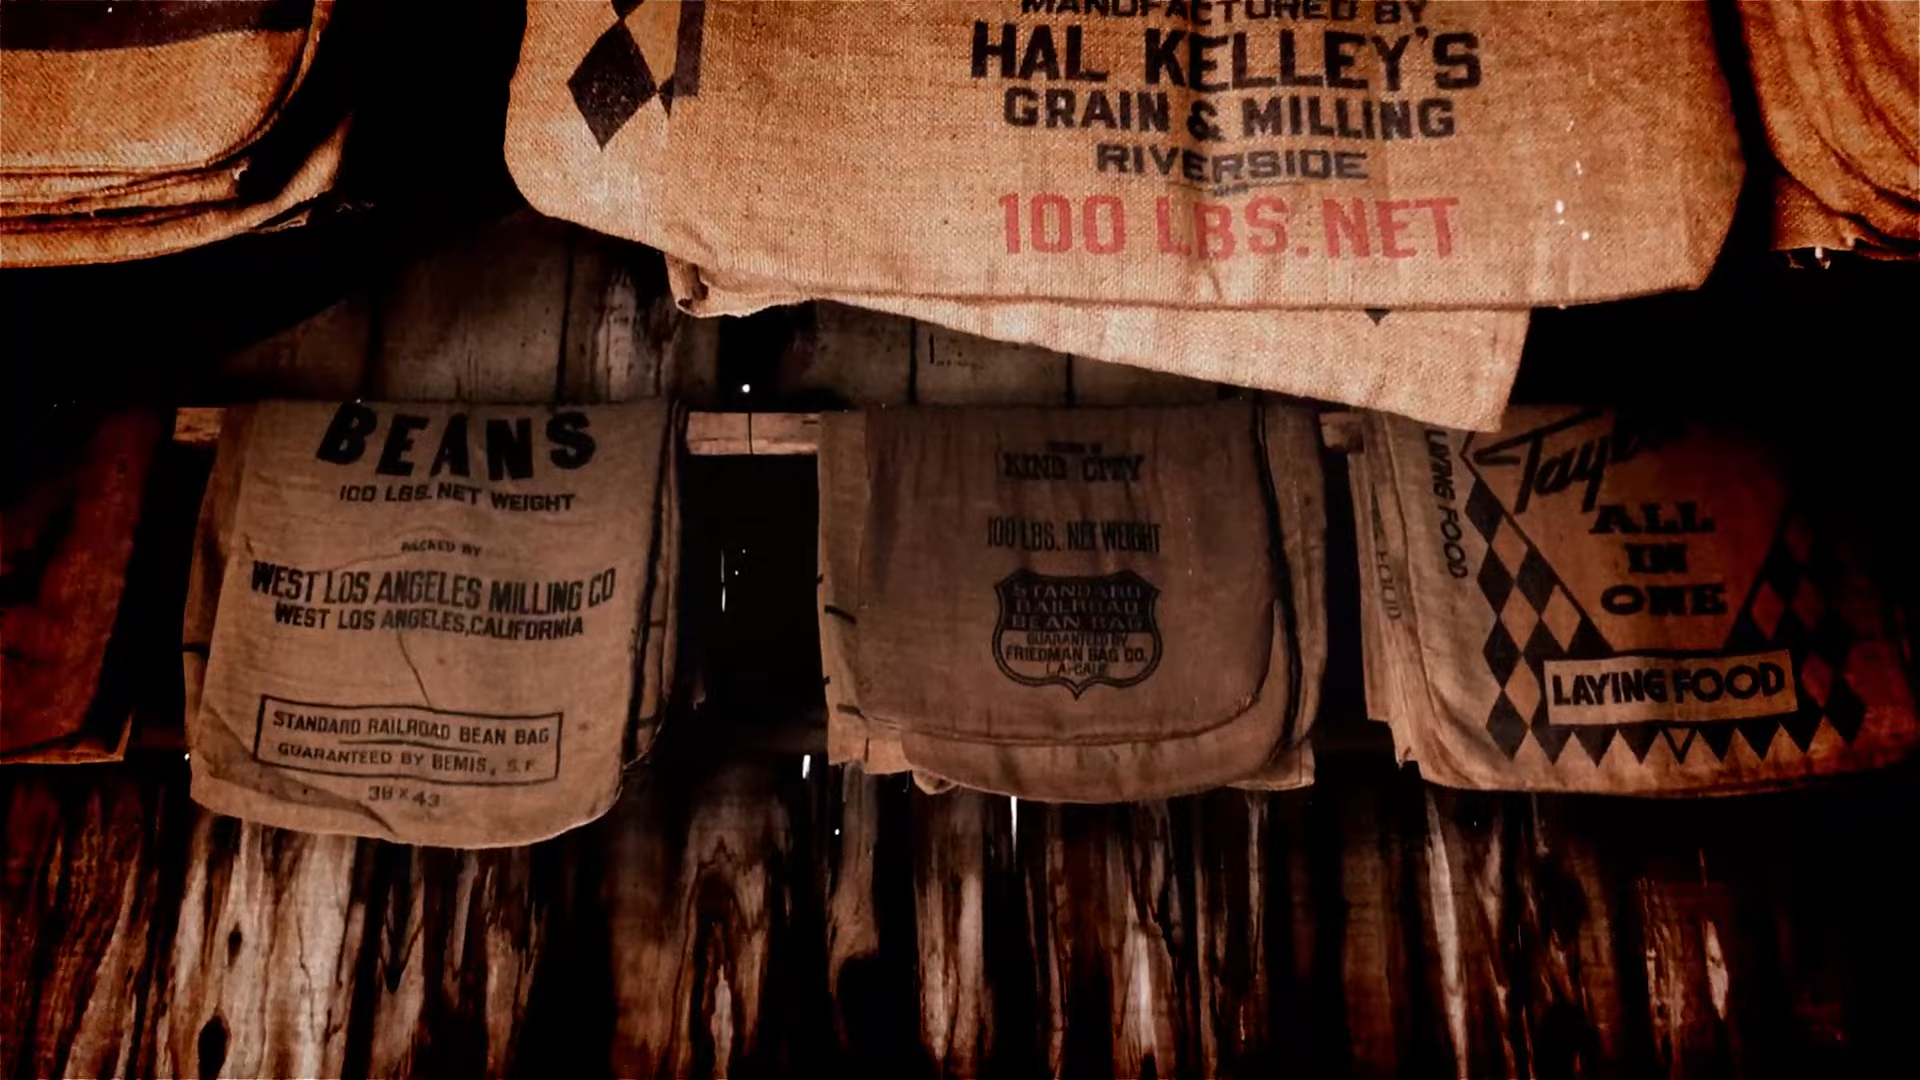 MANUFACTURED BY
HAL KELLEY'S
GRAIN & MILLING
RIVERSIDE
100 LBS. NET
BEANS
100 LBS. NET WEIGHT
PACKED BY
WEST LOS ANGELES MILLING CO
WEST LOS ANGELES, CALIFORNIA
STANDARD RAILROAD BEAN BAG
GUARANTEED BY BEMIS, S.F.
36 x 43
KING CITY
100 LBS. NET WEIGHT
STANDARD
RAILROAD
BEAN BAG
GUARANTEED BY
FRIEDMAN BAG CO.
L.A. CALIF.
LAYING FOOD
ALL
IN
ONE
LAYING FOOD